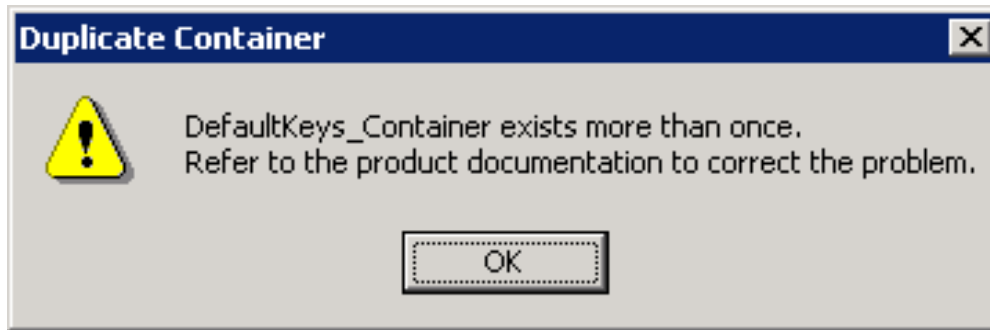 Duplicate Container
DefaultKeys_Container exists more than once.
Refer to the product documentation to correct the problem.
OK